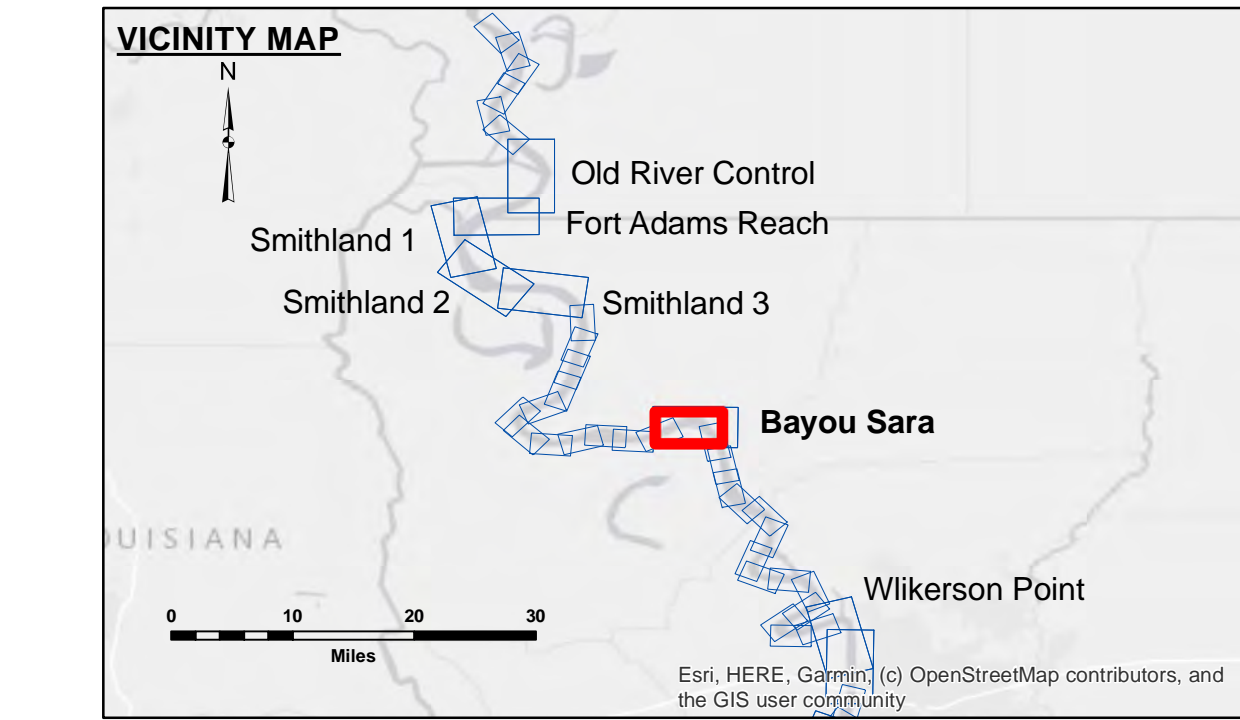 VICINITY MAP
N
Old River Control
Fort Adams Reach
Smithland 1
Smithland 2
Smithland 3
Bayou Sara
OUISIANA
Wlikerson Point
0 10 20 30
Miles
Esri, HERE, Garmin, (c) OpenStreetMap contributors, and
the GIS user community